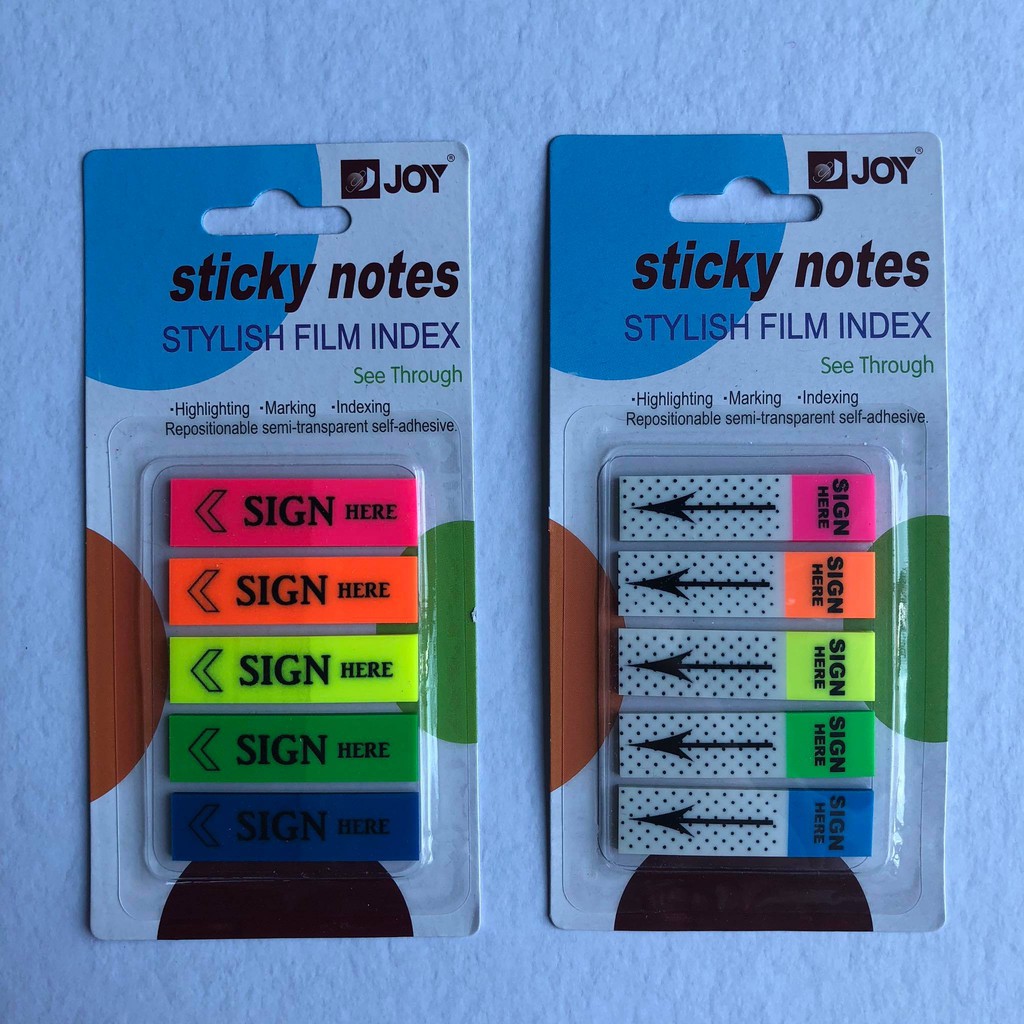 JOY®
sticky notes
STYLISH FILM INDEX
See Through
·Highlighting ·Marking ·Indexing
Repositionable semi-transparent self-adhesive.
SIGN HERE
SIGN HERE
SIGN HERE
SIGN HERE
SIGN HERE
JOY®
sticky notes
STYLISH FILM INDEX
See Through
·Highlighting ·Marking ·Indexing
Repositionable semi-transparent self-adhesive.
SIGN
HERE
SIGN
HERE
SIGN
HERE
SIGN
HERE
SIGN
HERE